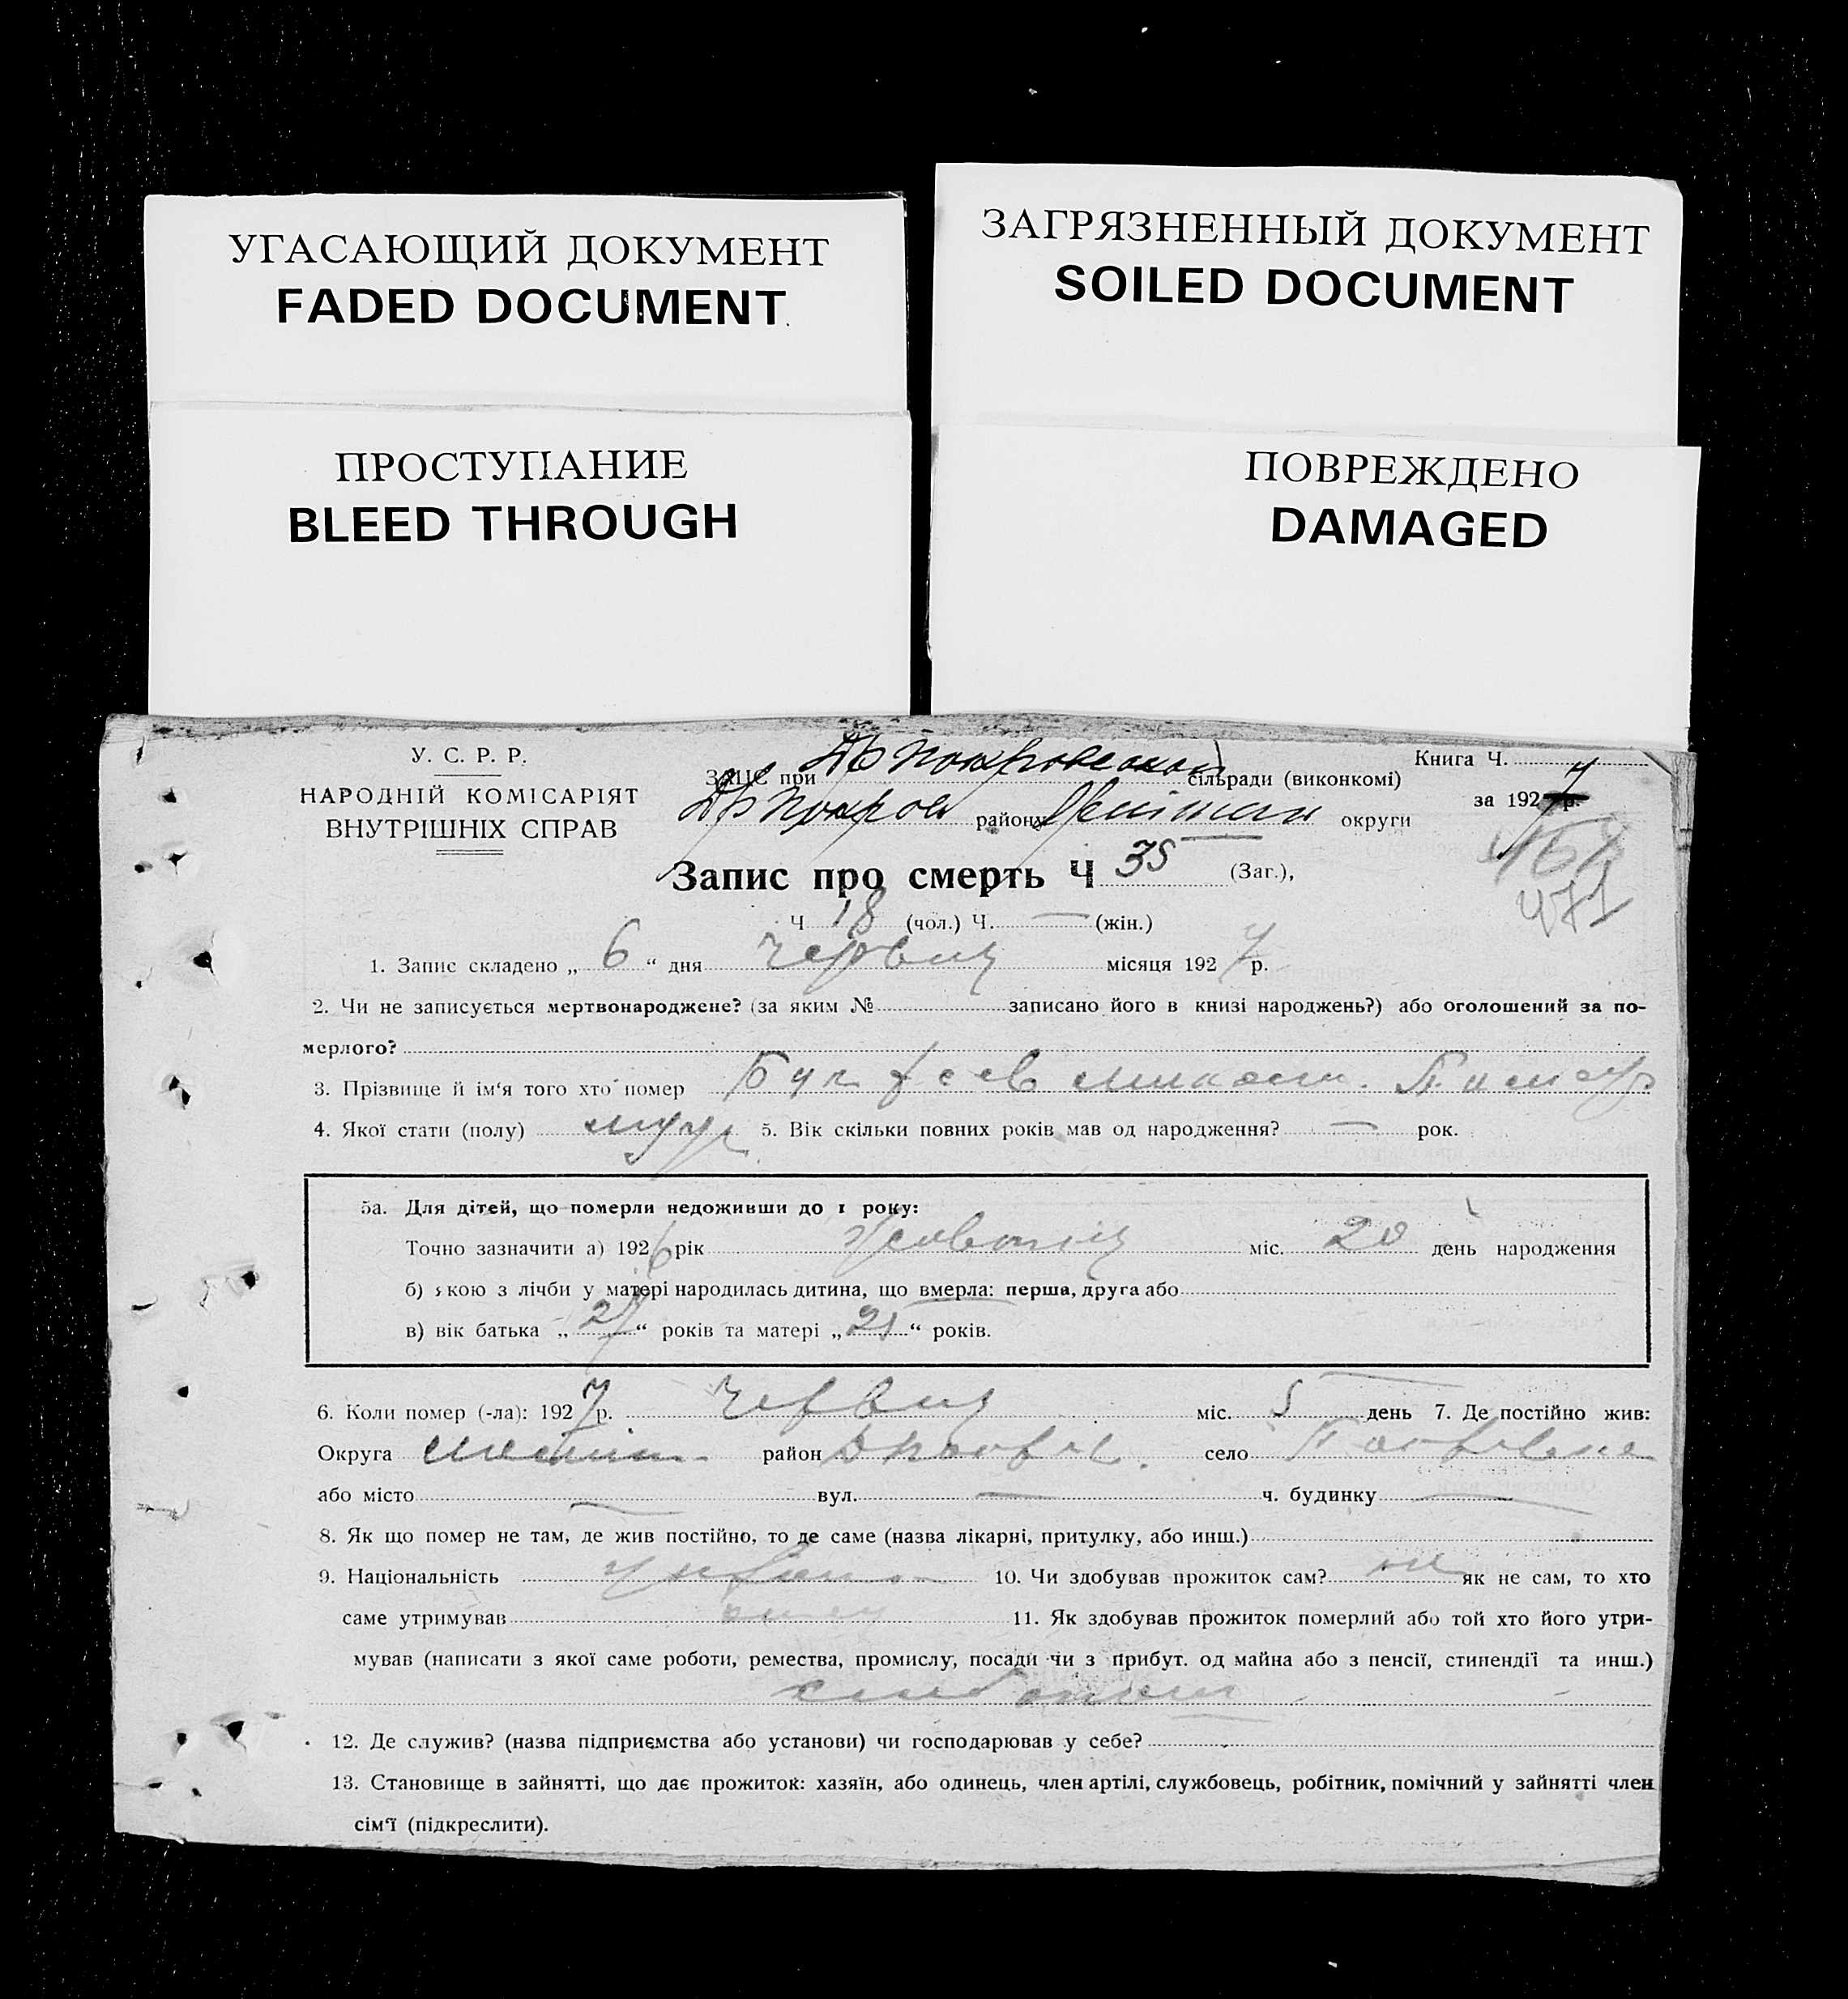 УГАСАЮЩИЙ ДОКУМЕНТ
FADED DOCUMENT
ЗАГРЯЗНЕННЫЙ ДОКУМЕНТ
SOILED DOCUMENT
ПРОСТУПАНИЕ
BLEED THROUGH
ПОВРЕЖДЕНО
DAMAGED
У. С. Р. Р.
НАРОДНІЙ КОМІСАРІЯТ
ВНУТРІШНІХ СПРАВ
Книга Ч.
ЗАГС при сільради (виконкомі)
за 1927 р.
району округи
Запис про смерть Ч 35 (Заг.),
471
Ч 18 (чол.) Ч. — (жін.)
1. Запис складено „ 6 “ дня червня місяця 1927 р.
2. Чи не записується мертвонароджене? (за яким № записано його в книзі народжень?) або оголошений за по-
мерлого?
3. Прізвище й ім‘я того хто помер
4. Якої стати (полу) муж 5. Вік скільки повних років мав од народження? — рок.
5а. Для дітей, що померли недоживши до 1 року:
Точно зазначити а) 1926 рік міс. 20 день народження
б) якою з лічби у матері народилась дитина, що вмерла: перша, друга або
в) вік батька „ 27 “ років та матері „ 21 “ років.
6. Коли помер (-ла): 1927 р. червня міс. 5 день 7. Де постійно жив:
Округа район село
або місто — вул. — ч. будинку —
8. Як що помер не там, де жив постійно, то де саме (назва лікарні, притулку, або инш.)
9. Національність 10. Чи здобував прожиток сам? не як не сам, то хто
саме утримував 11. Як здобував прожиток померлий або той хто його утри-
мував (написати з якої саме роботи, ремества, промислу, посади чи з прибут. од майна або з пенсії, стипендії та инш.)
12. Де служив? (назва підприємства або установи) чи господарював у себе?
13. Становище в зайнятті, що дає прожиток: хазяїн, або одинець, член артілі, службовець, робітник, помічний у зайнятті член
сім‘ї (підкреслити).